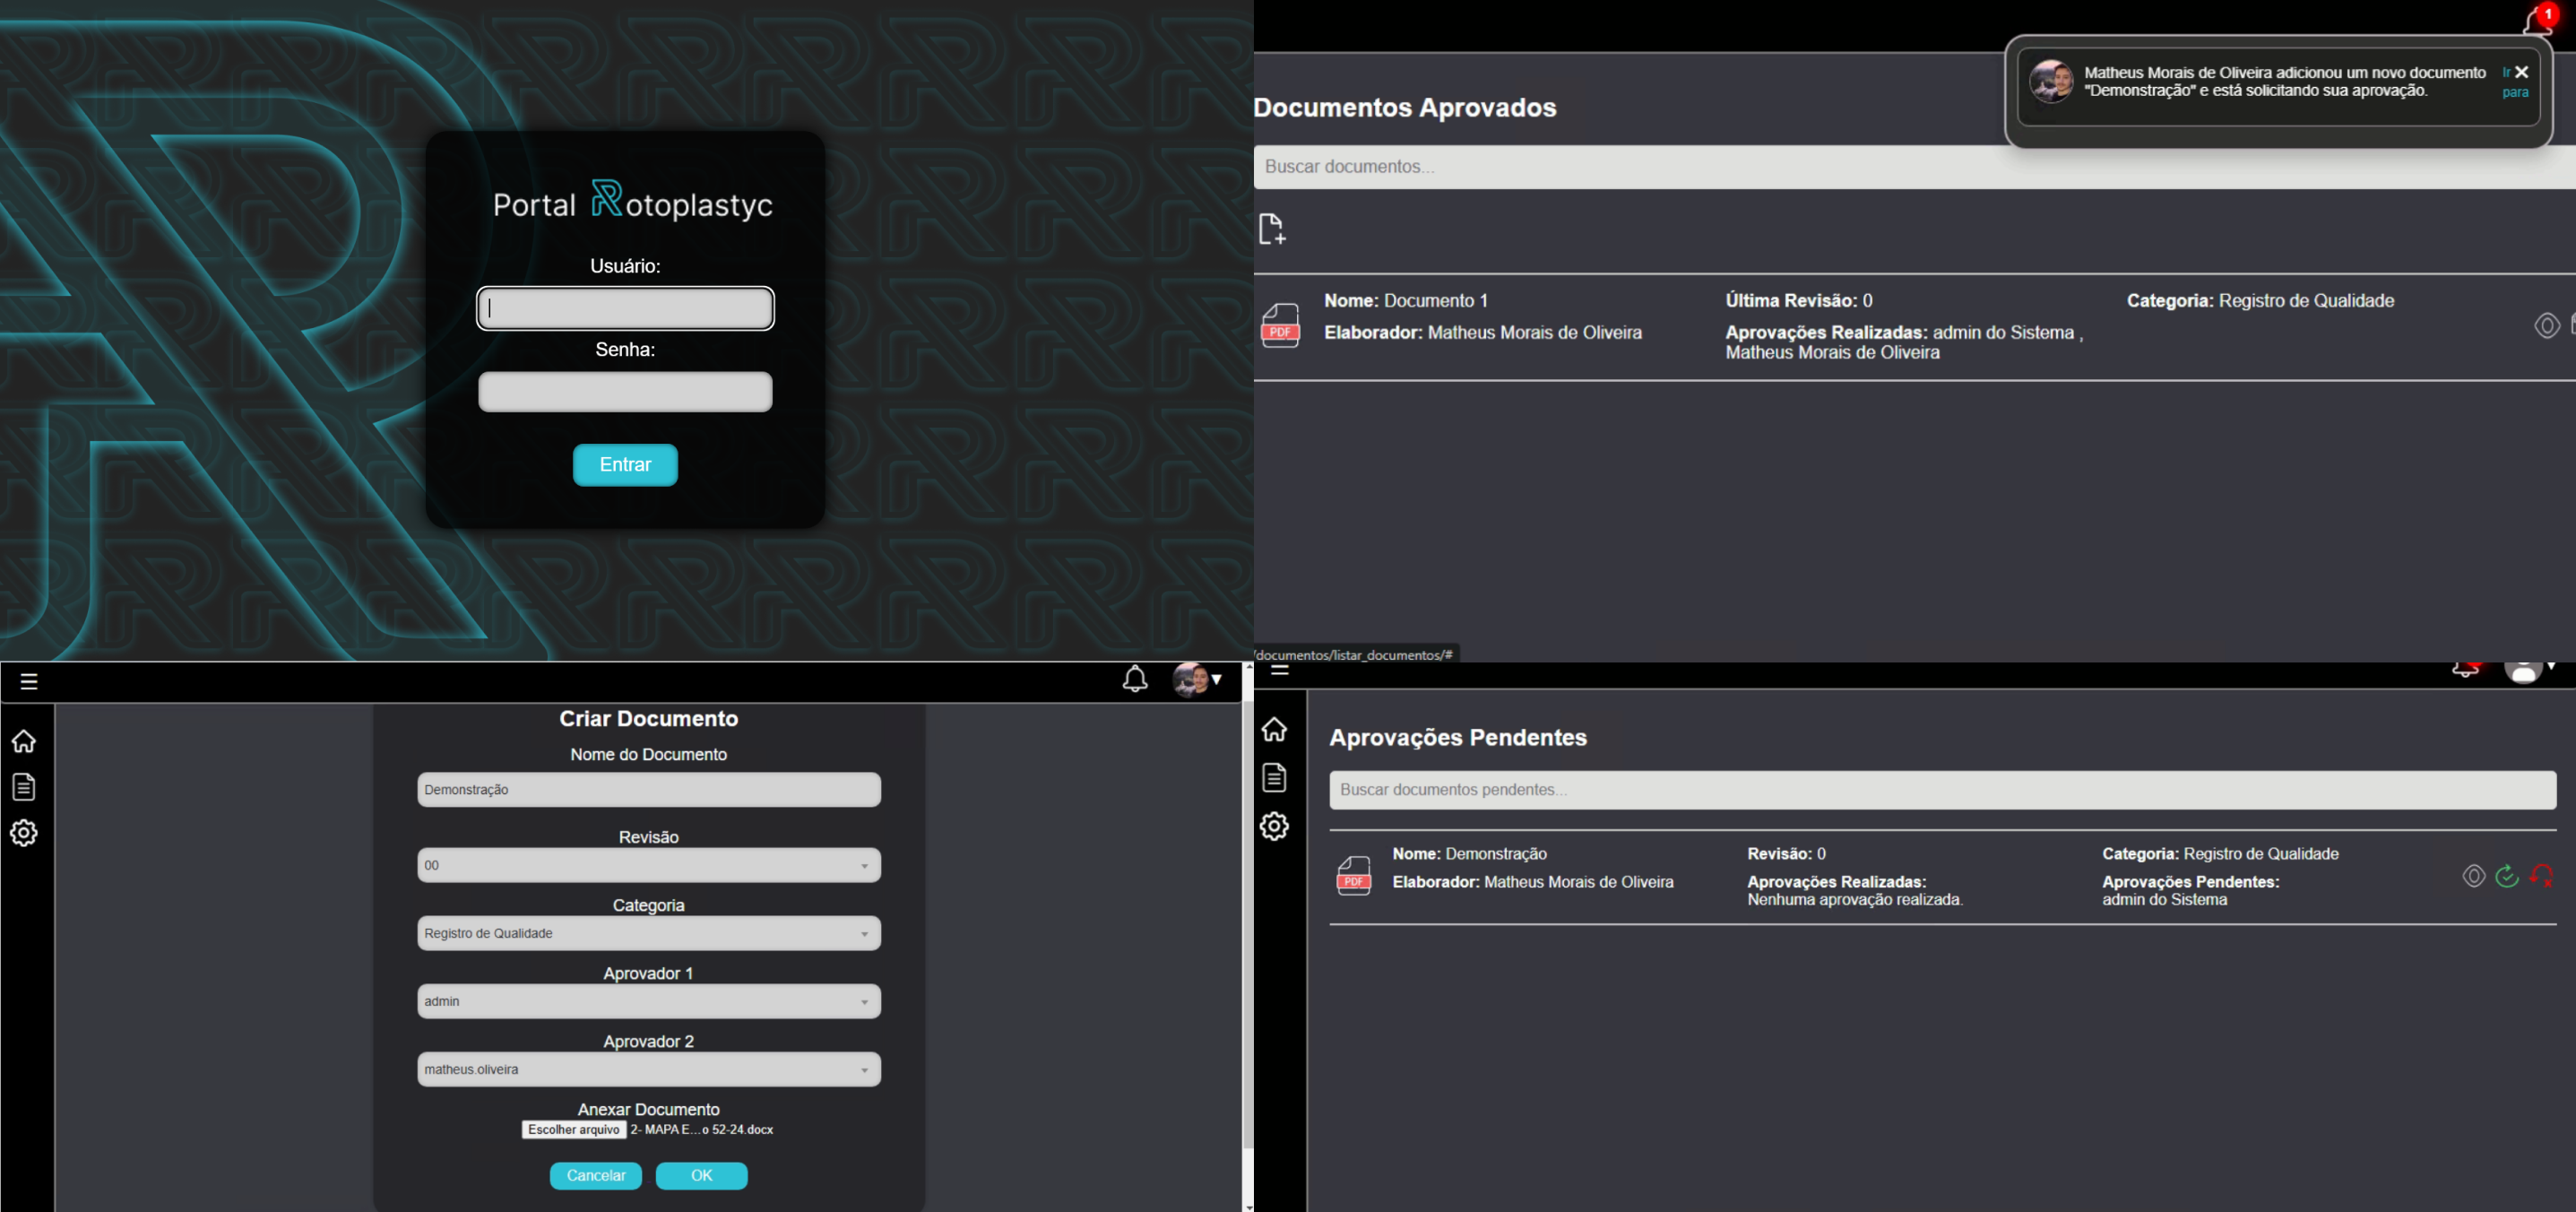 Portal Rotoplastyc
Usuário:
Senha:
Entrar
1
Matheus Morais de Oliveira adicionou um novo documento
"Demonstração" e está solicitando sua aprovação.
Ir
para
Documentos Aprovados
Buscar documentos...
Nome: Documento 1
Última Revisão: 0
Categoria: Registro de Qualidade
PDF
Elaborador: Matheus Morais de Oliveira
Aprovações Realizadas: admin do Sistema ,
Matheus Morais de Oliveira
/documentos/listar_documentos/#
Criar Documento
Nome do Documento
Demonstração
Revisão
00
Categoria
Registro de Qualidade
Aprovador 1
admin
Aprovador 2
matheus.oliveira
Anexar Documento
Escolher arquivo 2- MAPA E...o 52-24.docx
Cancelar
OK
Aprovações Pendentes
Buscar documentos pendentes...
Nome: Demonstração
Revisão: 0
Categoria: Registro de Qualidade
PDF
Elaborador: Matheus Morais de Oliveira
Aprovações Realizadas:
Nenhuma aprovação realizada.
Aprovações Pendentes:
admin do Sistema